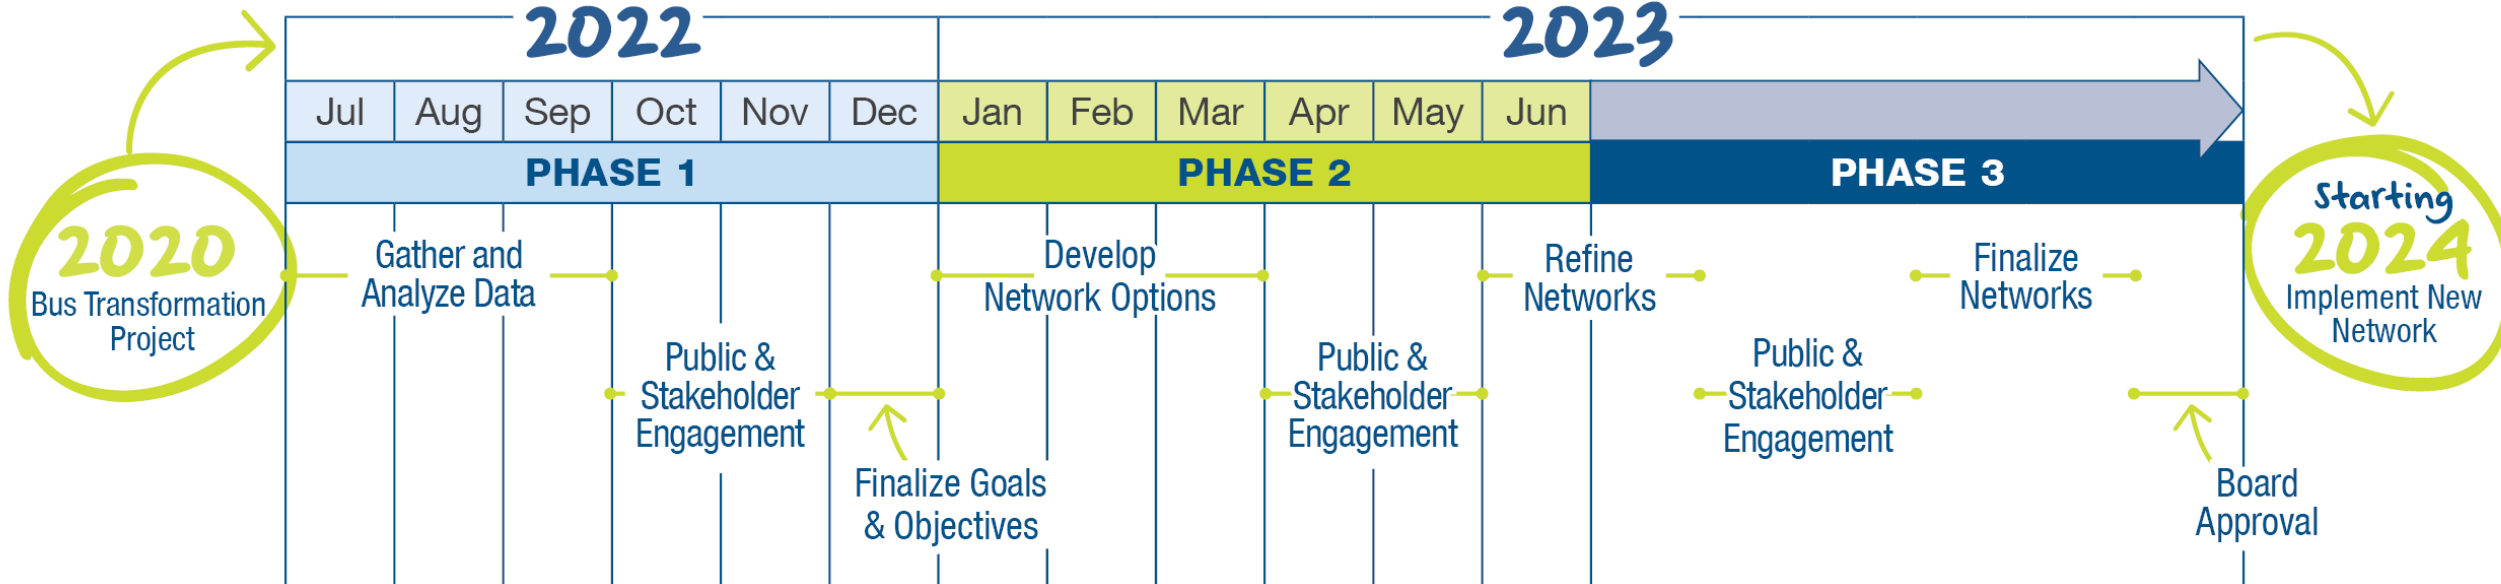 2022
2023
Jul Aug Sep Oct Nov Dec Jan Feb Mar Apr May Jun
PHASE 1
PHASE 2
PHASE 3
2020
Bus Transformation
Project
Gather and
Analyze Data
Public &
Stakeholder
Engagement
Finalize Goals
& Objectives
Develop
Network Options
Public &
Stakeholder
Engagement
Refine
Networks
Public &
Stakeholder
Engagement
Finalize
Networks
Board
Approval
Starting
2024
Implement New
Network